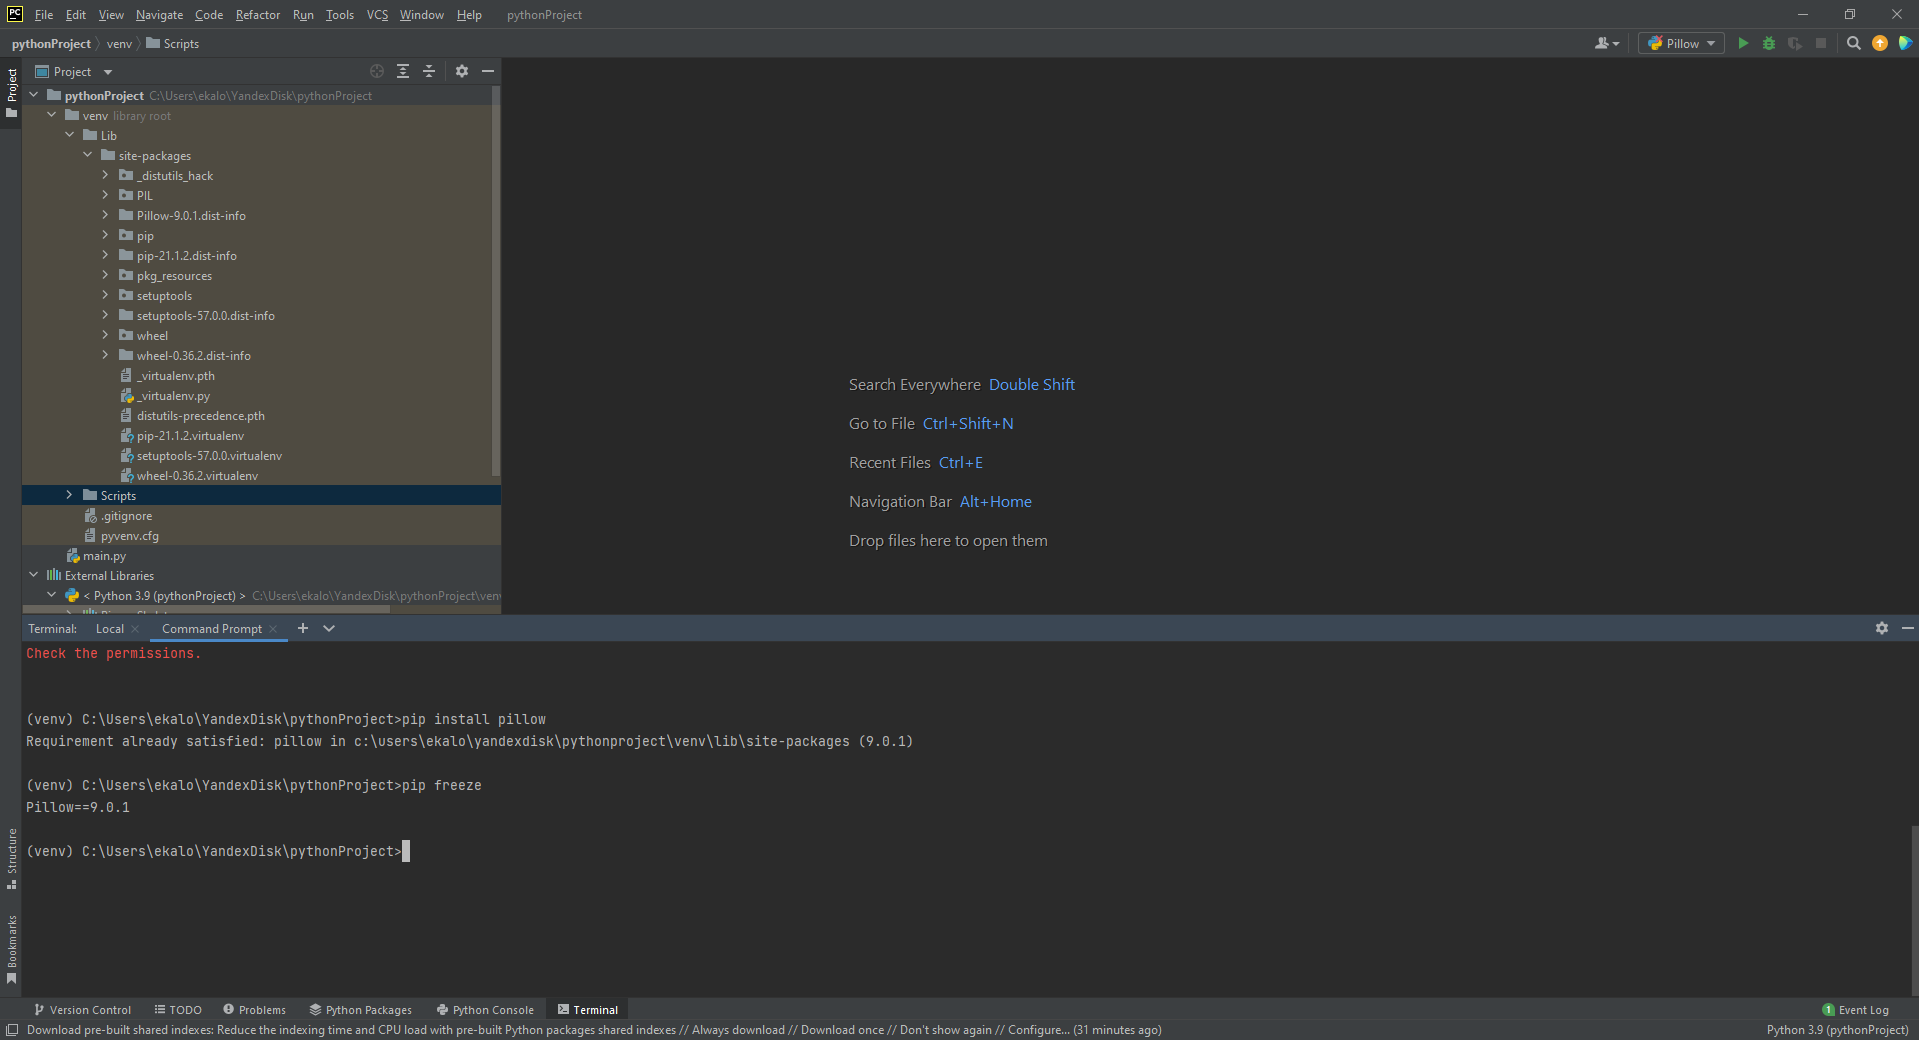 PC File Edit View Navigate Code Refactor Run Tools VCS Window Help pythonProject
pythonProject venv Scripts Pillow
Project Project
pythonProject C:\Users\ekalo\YandexDisk\pythonProject
venv library root
Lib
site-packages
_distutils_hack
PIL
Pillow-9.0.1.dist-info
pip
pip-21.1.2.dist-info
pkg_resources
setuptools
setuptools-57.0.0.dist-info
wheel
wheel-0.36.2.dist-info
_virtualenv.pth
_virtualenv.py
distutils-precedence.pth
pip-21.1.2.virtualenv
setuptools-57.0.0.virtualenv
wheel-0.36.2.virtualenv
Scripts
.gitignore
pyvenv.cfg
main.py
External Libraries
< Python 3.9 (pythonProject) > C:\Users\ekalo\YandexDisk\pythonProject\ven
Search Everywhere Double Shift
Go to File Ctrl+Shift+N
Recent Files Ctrl+E
Navigation Bar Alt+Home
Drop files here to open them
Terminal: Local Command Prompt
Check the permissions.
(venv) C:\Users\ekalo\YandexDisk\pythonProject>pip install pillow
Requirement already satisfied: pillow in c:\users\ekalo\yandexdisk\pythonproject\venv\lib\site-packages (9.0.1)
(venv) C:\Users\ekalo\YandexDisk\pythonProject>pip freeze
Pillow==9.0.1
(venv) C:\Users\ekalo\YandexDisk\pythonProject>
Structure
Bookmarks
Version Control TODO Problems Python Packages Python Console Terminal 1 Event Log
Download pre-built shared indexes: Reduce the indexing time and CPU load with pre-built Python packages shared indexes // Always download // Download once // Don't show again // Configure... (31 minutes ago) Python 3.9 (pythonProject)